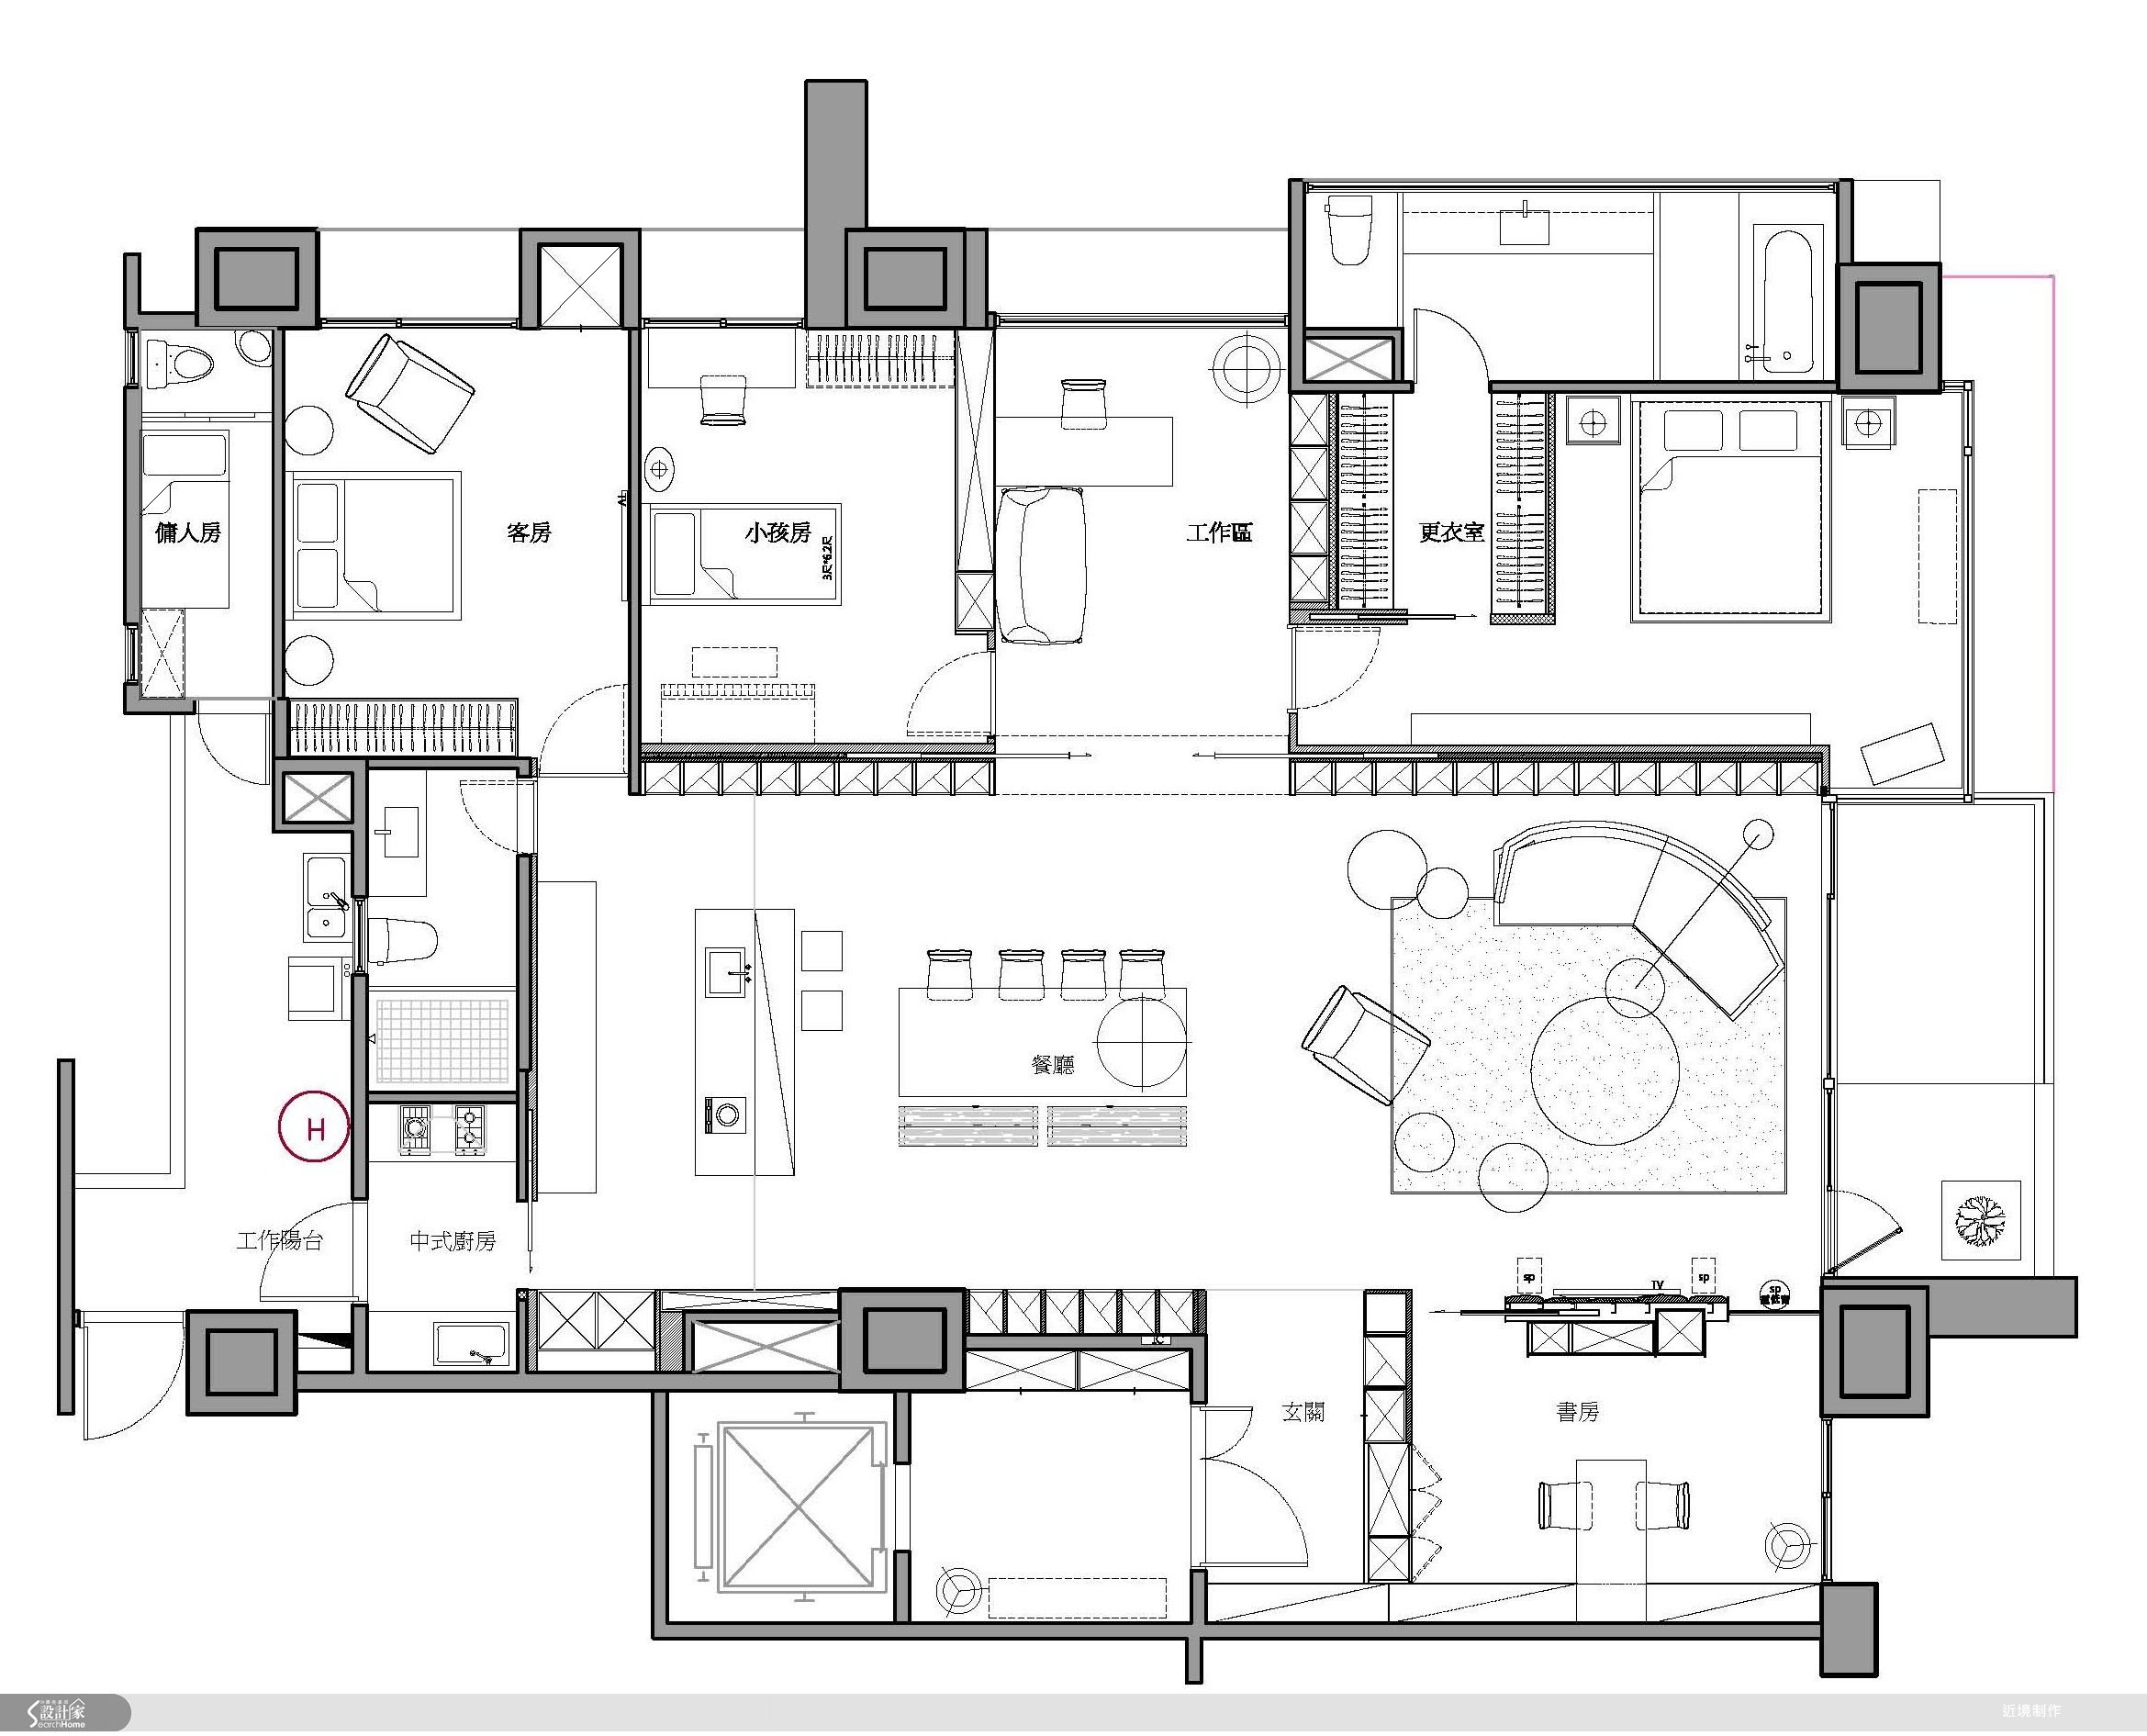 傭人房
客房
TV
小孩房
3尺*6.2尺
工作區
更衣室
餐廳
H
工作陽台
中式廚房
sp
TV
sp
sp
玄關
書房
設計家
SearchHome
近境制作